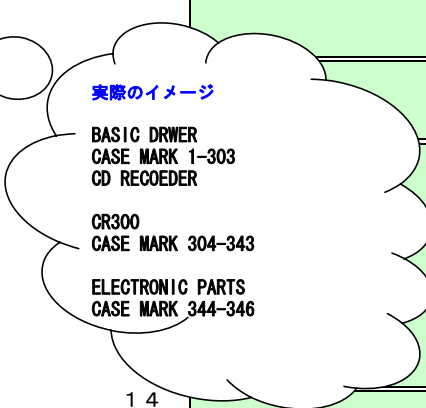 実際のイメージ
BASIC DRWER
CASE MARK 1-303
CD RECOEDER
CR300
CASE MARK 304-343
ELECTRONIC PARTS
CASE MARK 344-346
１４